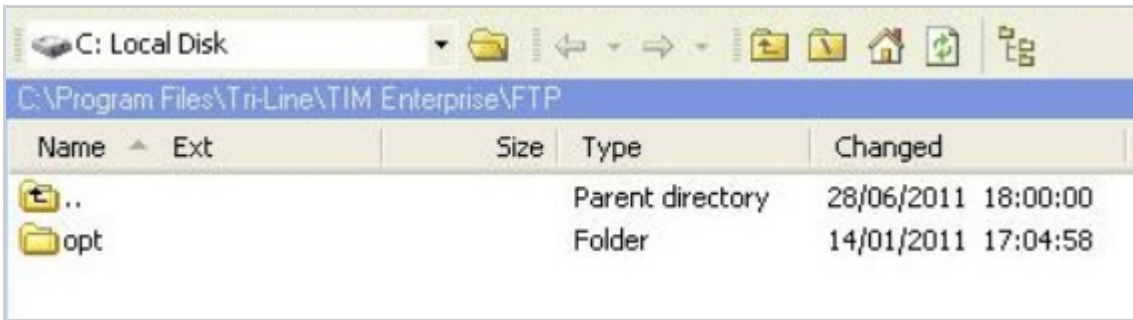 C: Local Disk
C:\Program Files\Tri-Line\TIM Enterprise\FTP
Name Ext Size Type Changed
.. Parent directory 28/06/2011 18:00:00
opt Folder 14/01/2011 17:04:58